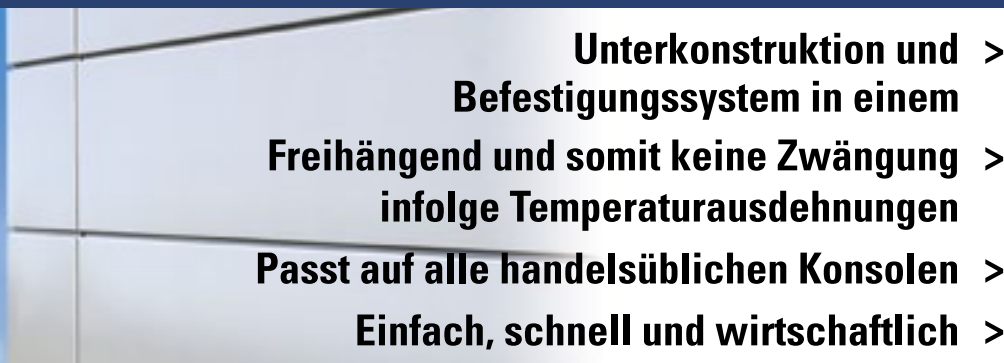 Unterkonstruktion und >
Befestigungssystem in einem
Freihängend und somit keine Zwängung >
infolge Temperaturausdehnungen
Passt auf alle handelsüblichen Konsolen >
Einfach, schnell und wirtschaftlich >